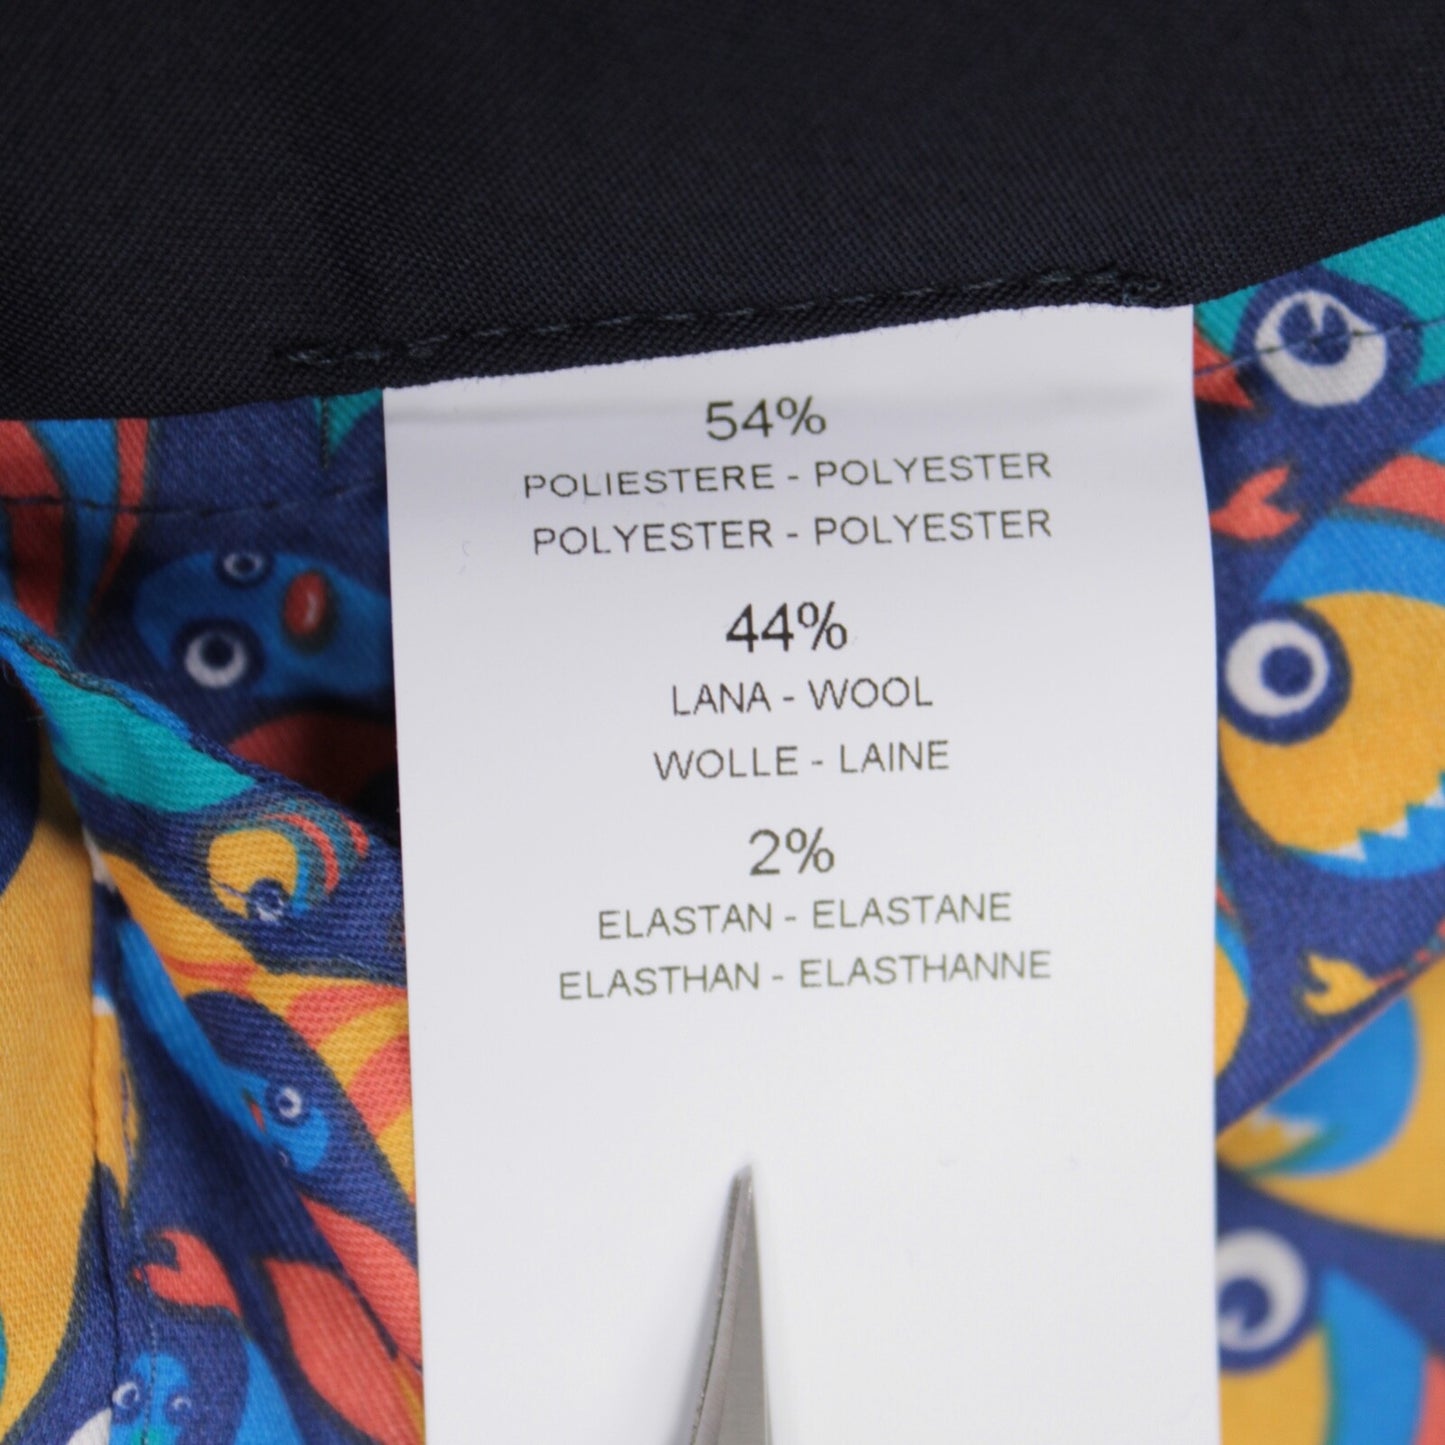 54%
POLIESTERE - POLYESTER
POLYESTER - POLYESTER
44%
LANA - WOOL
WOLLE - LAINE
2%
ELASTAN - ELASTANE
ELASTHAN - ELASTHANNE